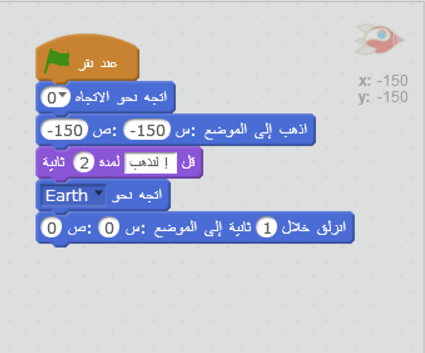 عند نقر
x: -150
y: -150
اتجه نحو الاتجاه 0
اذهب إلى الموضع س: -150 ص: -150
قل لنذهب ! لمدة 2 ثانية
اتجه نحو Earth
انزلق خلال 1 ثانية إلى الموضع س: 0 ص: 0